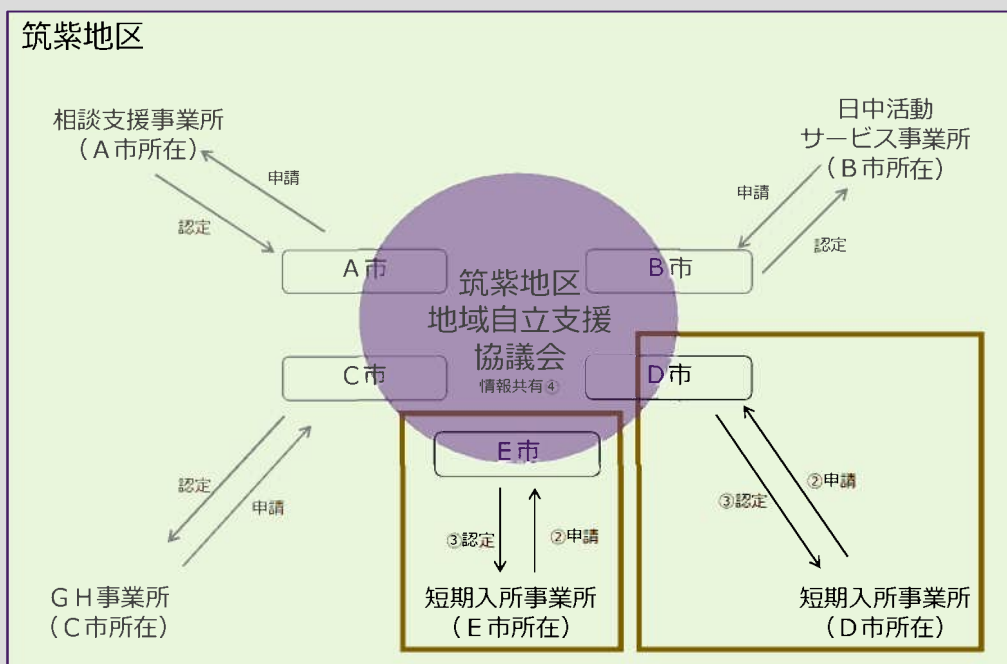 筑紫地区
相談支援事業所
（Ａ市所在）
申請
認定
日中活動
サービス事業所
（Ｂ市所在）
申請
認定
Ａ市
Ｂ市
筑紫地区
地域自立支援
協議会
情報共有④
Ｃ市
Ｄ市
Ｅ市
認定
申請
③認定
②申請
③認定
②申請
ＧＨ事業所
（Ｃ市所在）
短期入所事業所
（Ｅ市所在）
短期入所事業所
（Ｄ市所在）